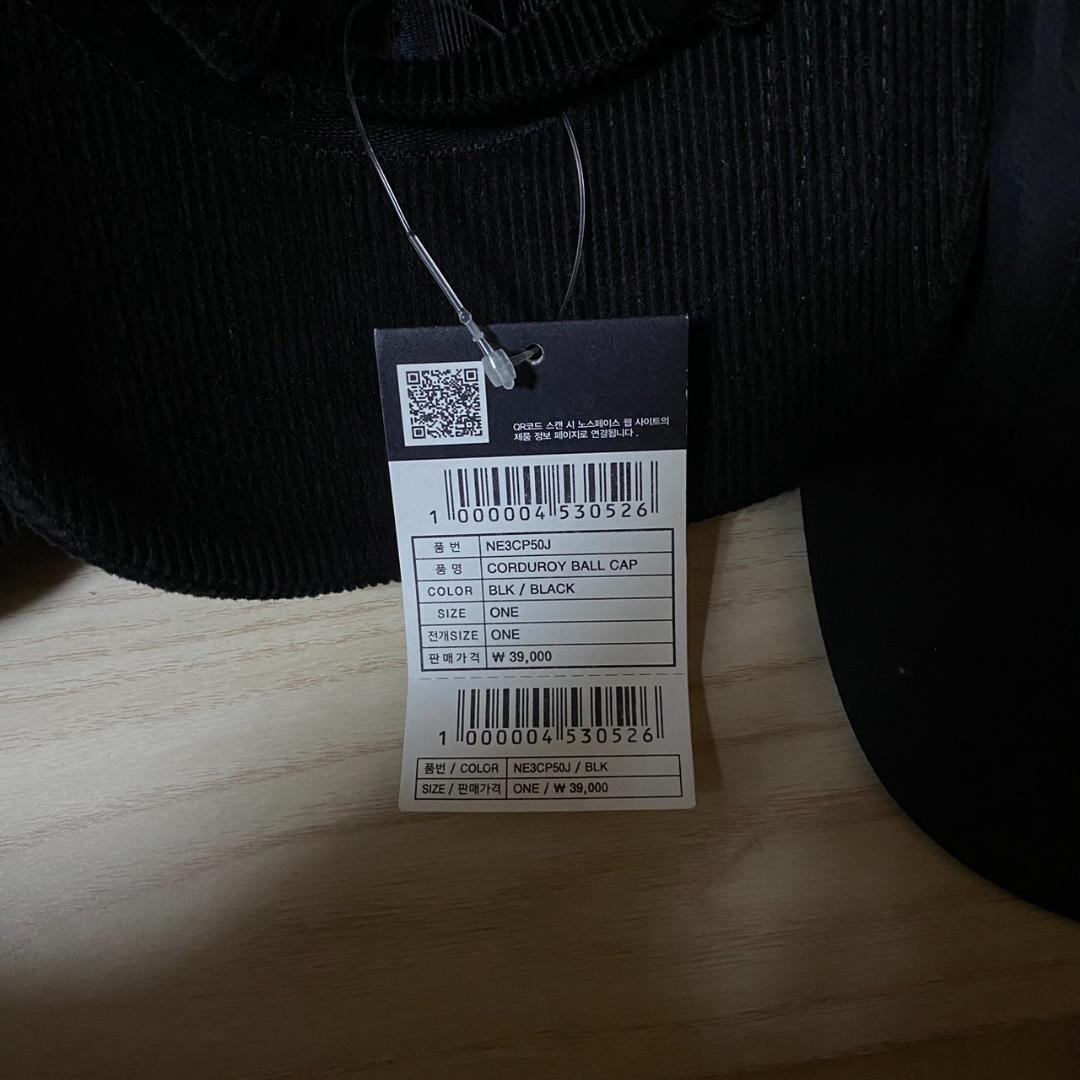 QR코드 스캔 시 노스페이스 웹 사이트의
제품 정보 페이지로 연결됩니다 .
1 000004 530526
품 번 NE3CP50J
품 명 CORDUROY BALL CAP
COLOR BLK / BLACK
SIZE ONE
전개SIZE ONE
판매가격 ₩ 39,000
1 000004 530526
품번 / COLOR NE3CP50J / BLK
SIZE / 판매가격 ONE / ₩ 39,000